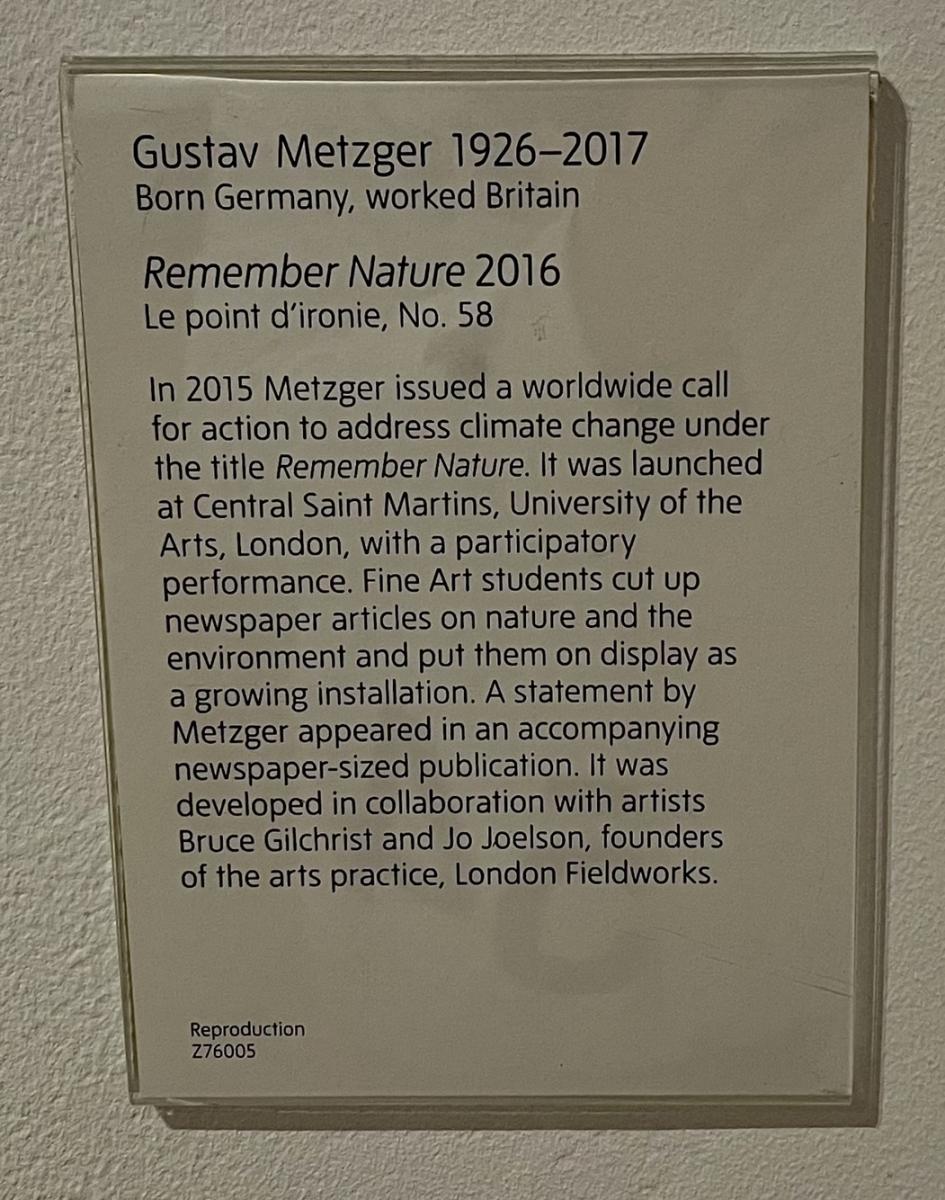 Gustav Metzger 1926–2017
Born Germany, worked Britain
Remember Nature 2016
Le point d'ironie, No. 58
In 2015 Metzger issued a worldwide call
for action to address climate change under
the title Remember Nature. It was launched
at Central Saint Martins, University of the
Arts, London, with a participatory
performance. Fine Art students cut up
newspaper articles on nature and the
environment and put them on display as
a growing installation. A statement by
Metzger appeared in an accompanying
newspaper-sized publication. It was
developed in collaboration with artists
Bruce Gilchrist and Jo Joelson, founders
of the arts practice, London Fieldworks.
Reproduction
Z76005